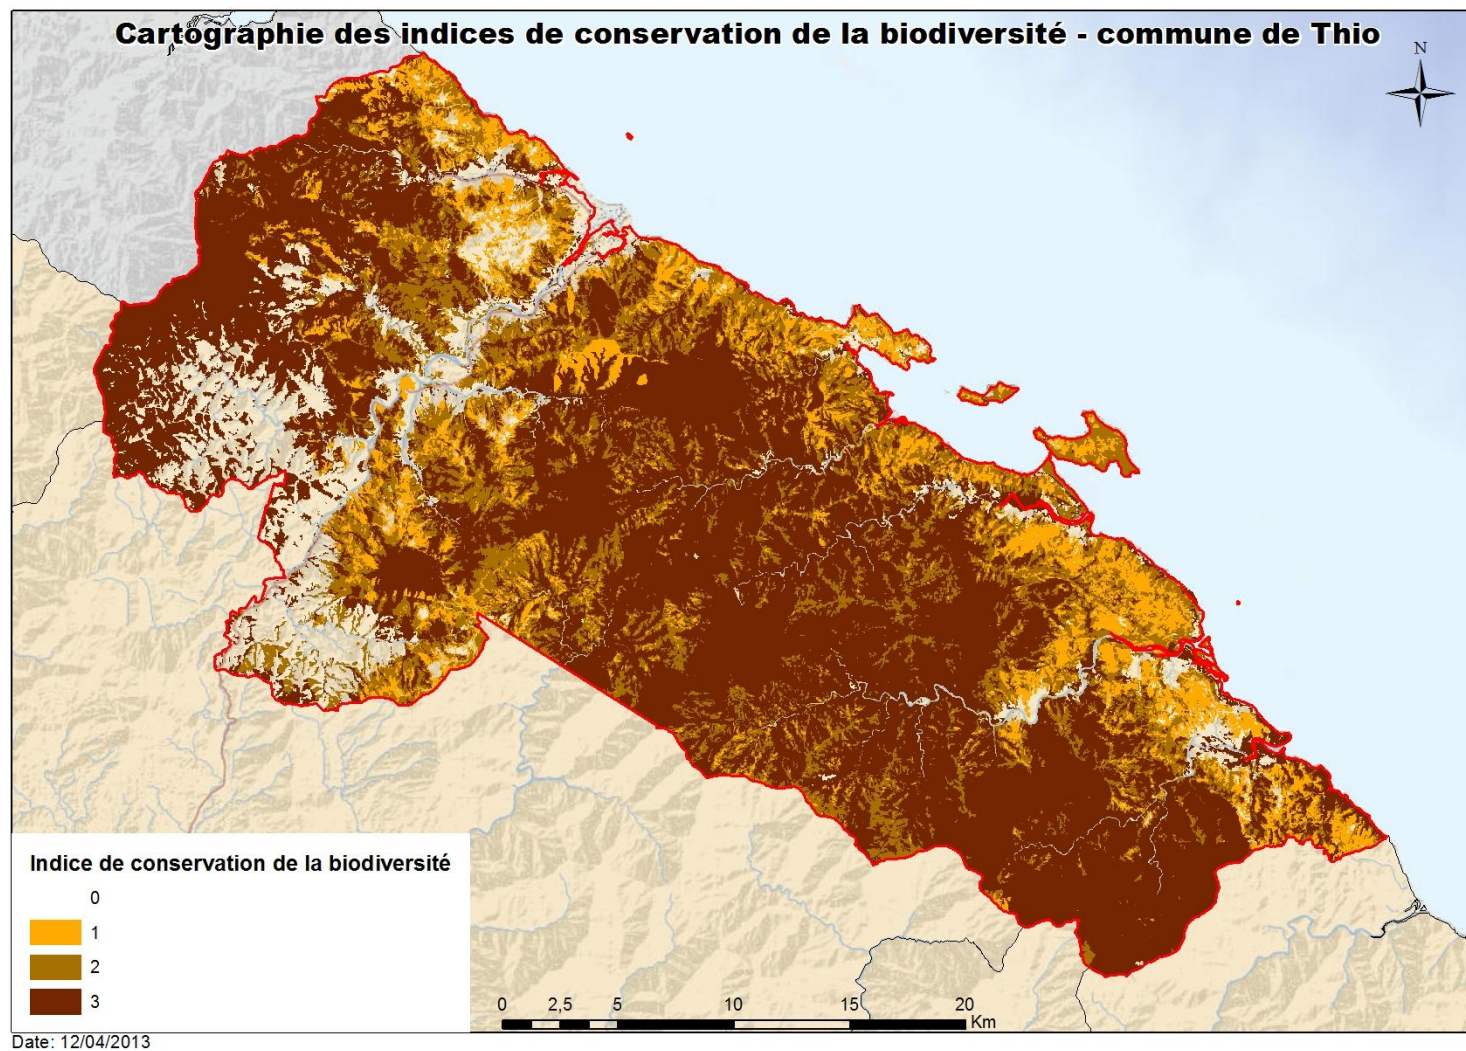 Cartographie des indices de conservation de la biodiversité - commune de Thio
N
Indice de conservation de la biodiversité
0
1
2
3
0 2,5 5 10 15 20
Km
Date: 12/04/2013